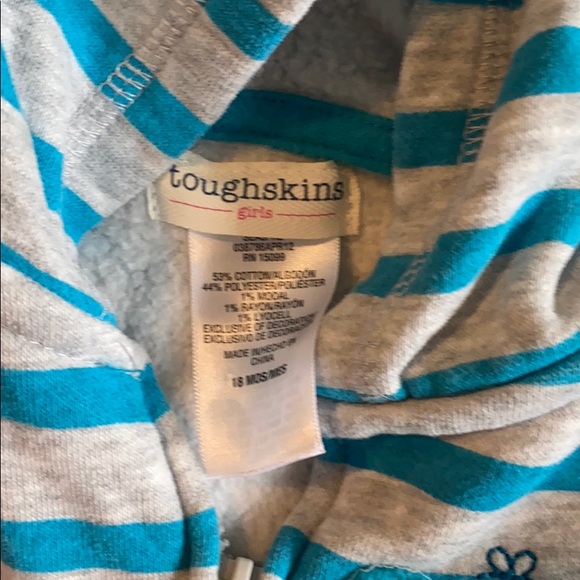 toughskins
girls
036786APR12
RN 15099
53% COTTON/ALGODÓN
44% POLYESTER/POLIÉSTER
1% MODAL
1% RAYON/RAYÓN
1% LYOCELL
EXCLUSIVE OF DECORATION
EXCLUSIVO DE DECORACIÓN
MADE IN/HECHO EN
CHINA
18 MOS/MES